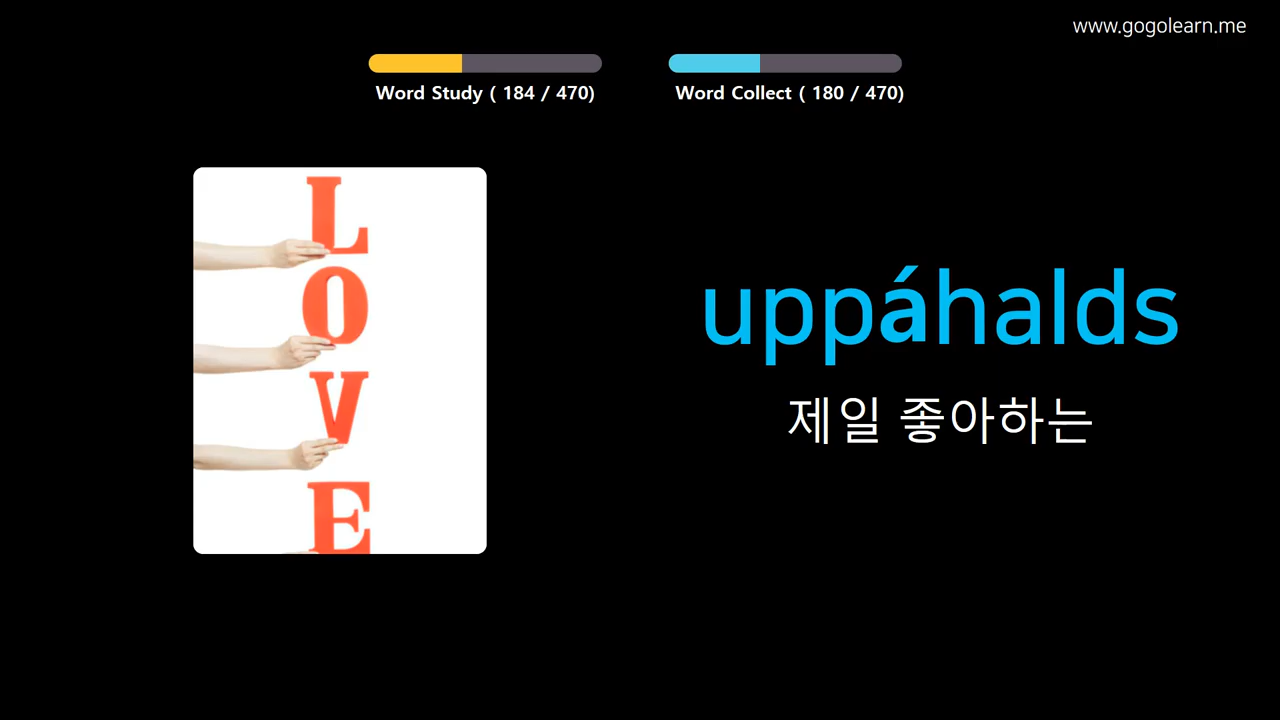 www.gogolearn.me
Word Study ( 184 / 470)
Word Collect ( 180 / 470)
L
O
V
E
uppáhalds
제일 좋아하는